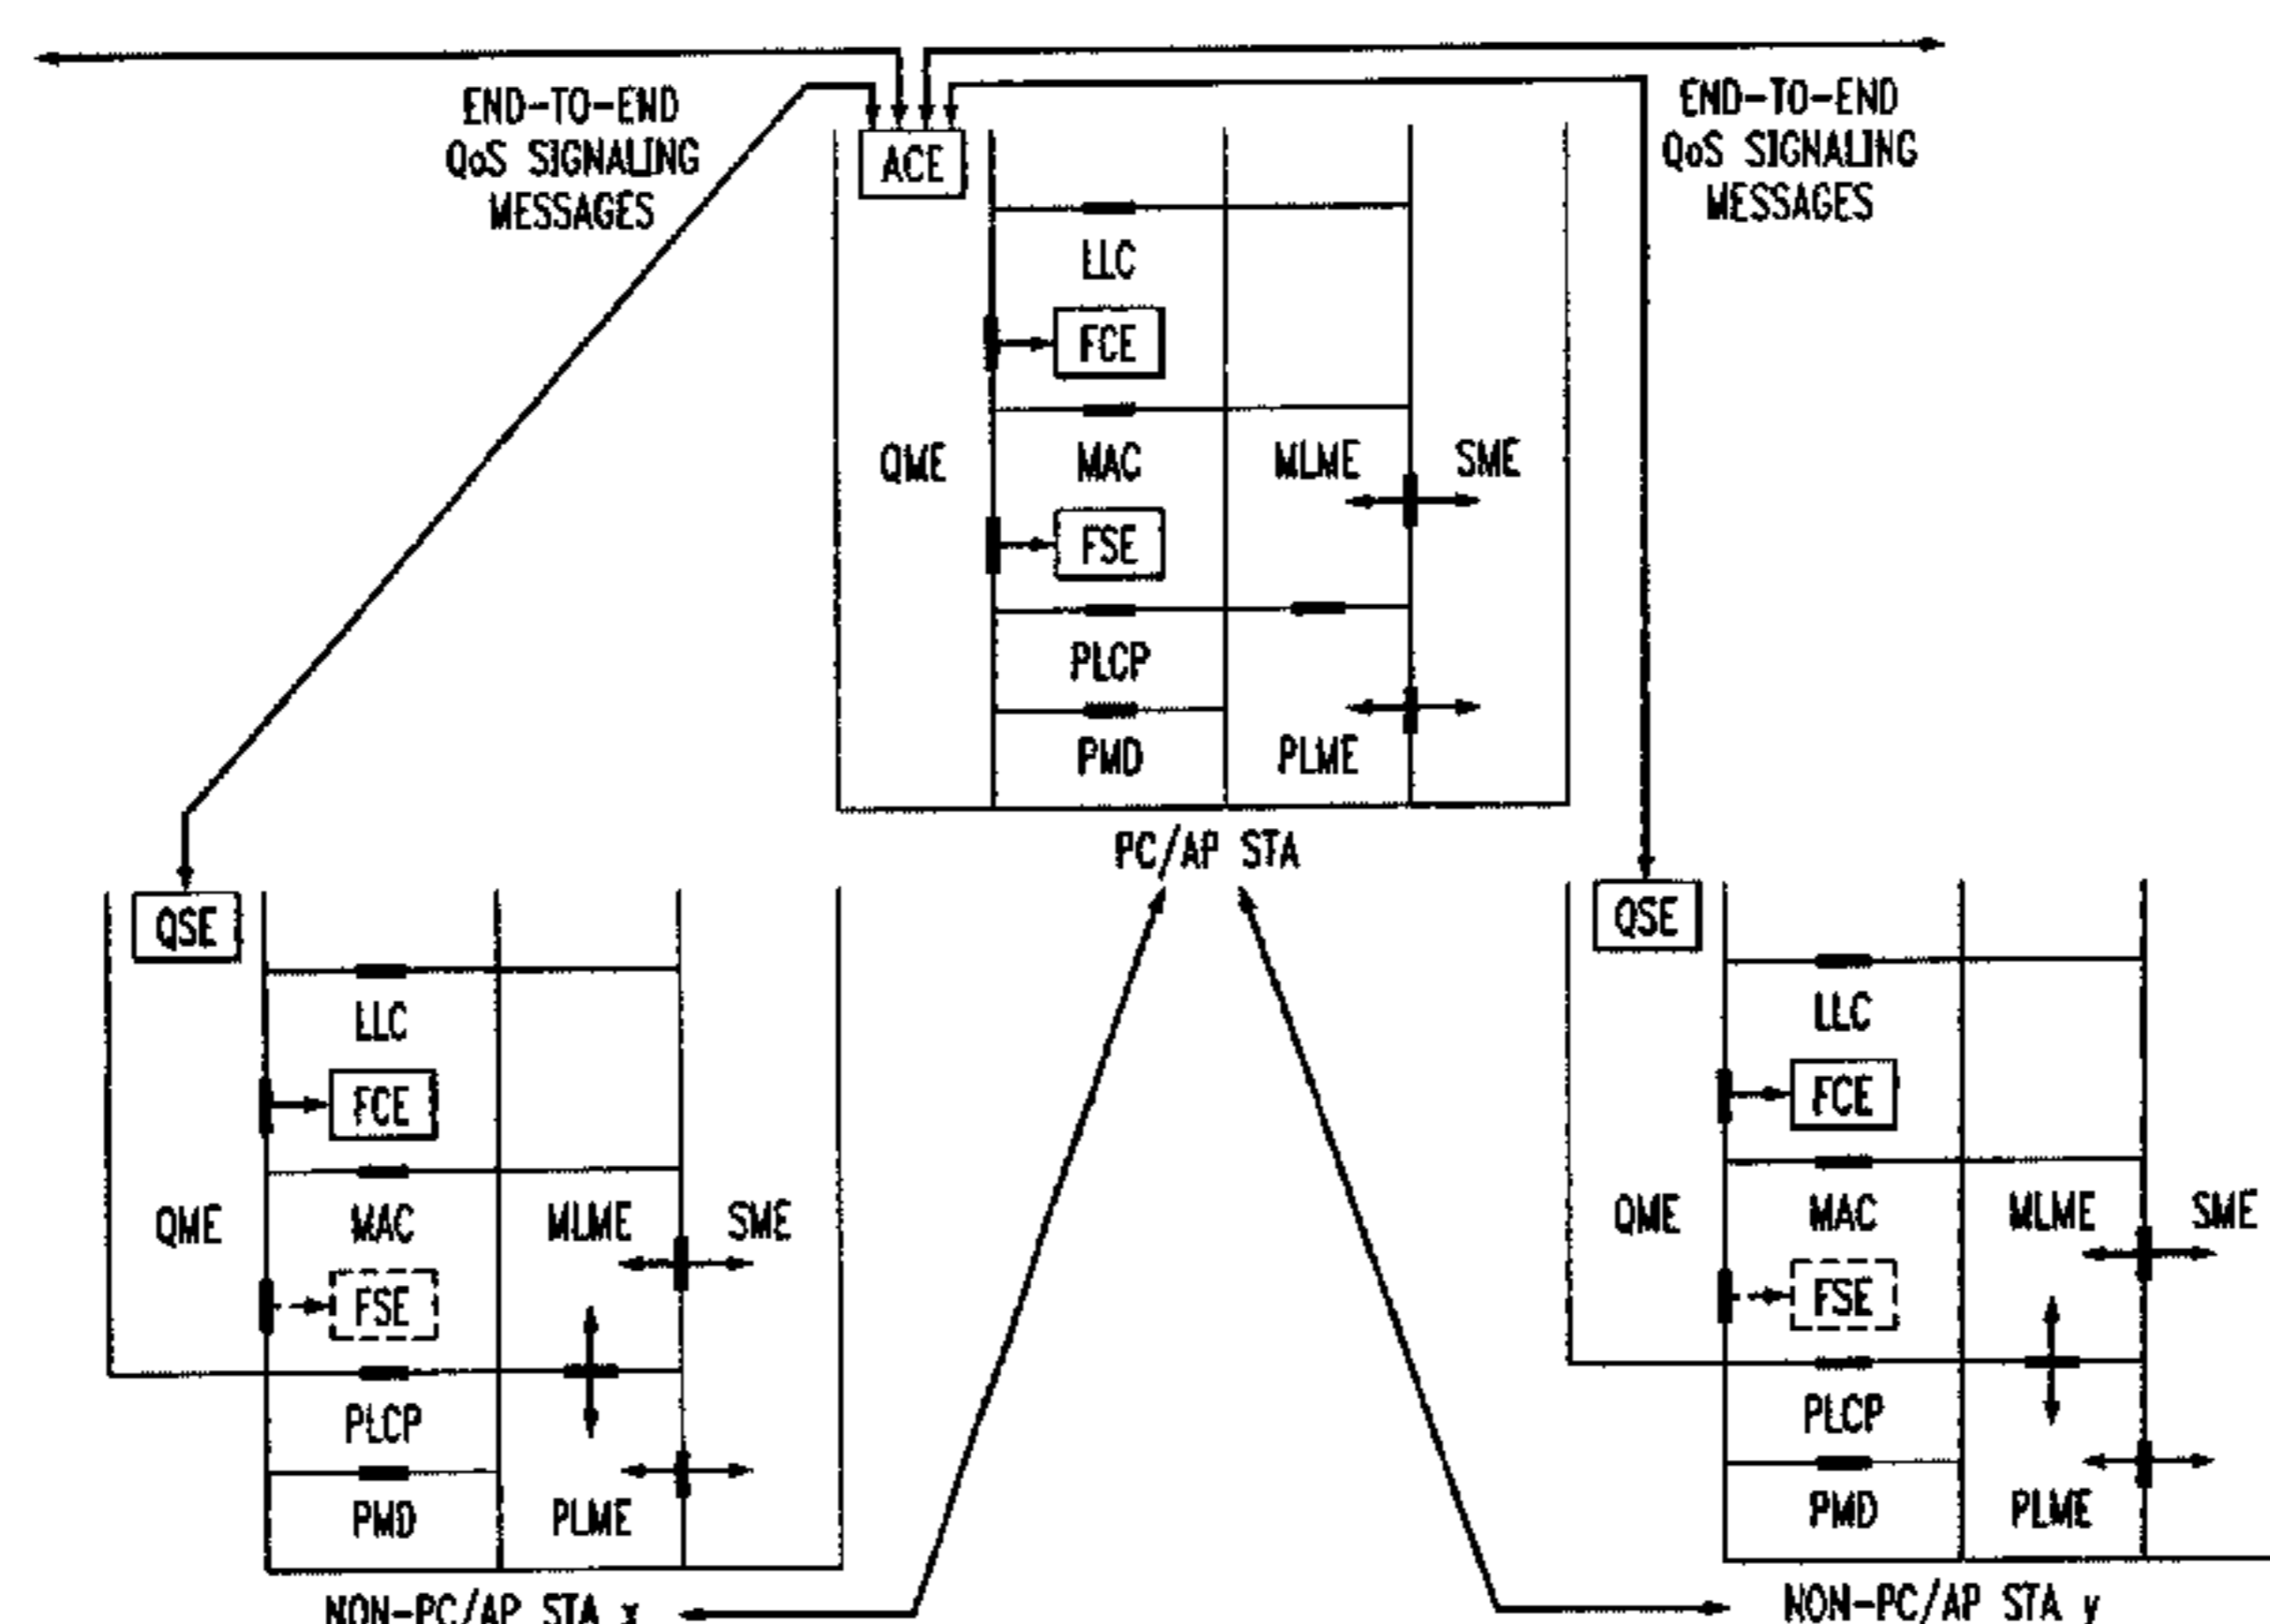 END-TO-END
QoS SIGNALING
MESSAGES
END-TO-END
QoS SIGNALING
MESSAGES
ACE
LLC
FCE
QME
MAC
MLME
SME
FSE
PLCP
PMD
PLME
PC/AP STA
QSE
LLC
FCE
QME
MAC
MLME
SME
FSE
PLCP
PMD
PLME
NON-PC/AP STA x
QSE
LLC
FCE
QME
MAC
MLME
SME
FSE
PLCP
PMD
PLME
NON-PC/AP STA y